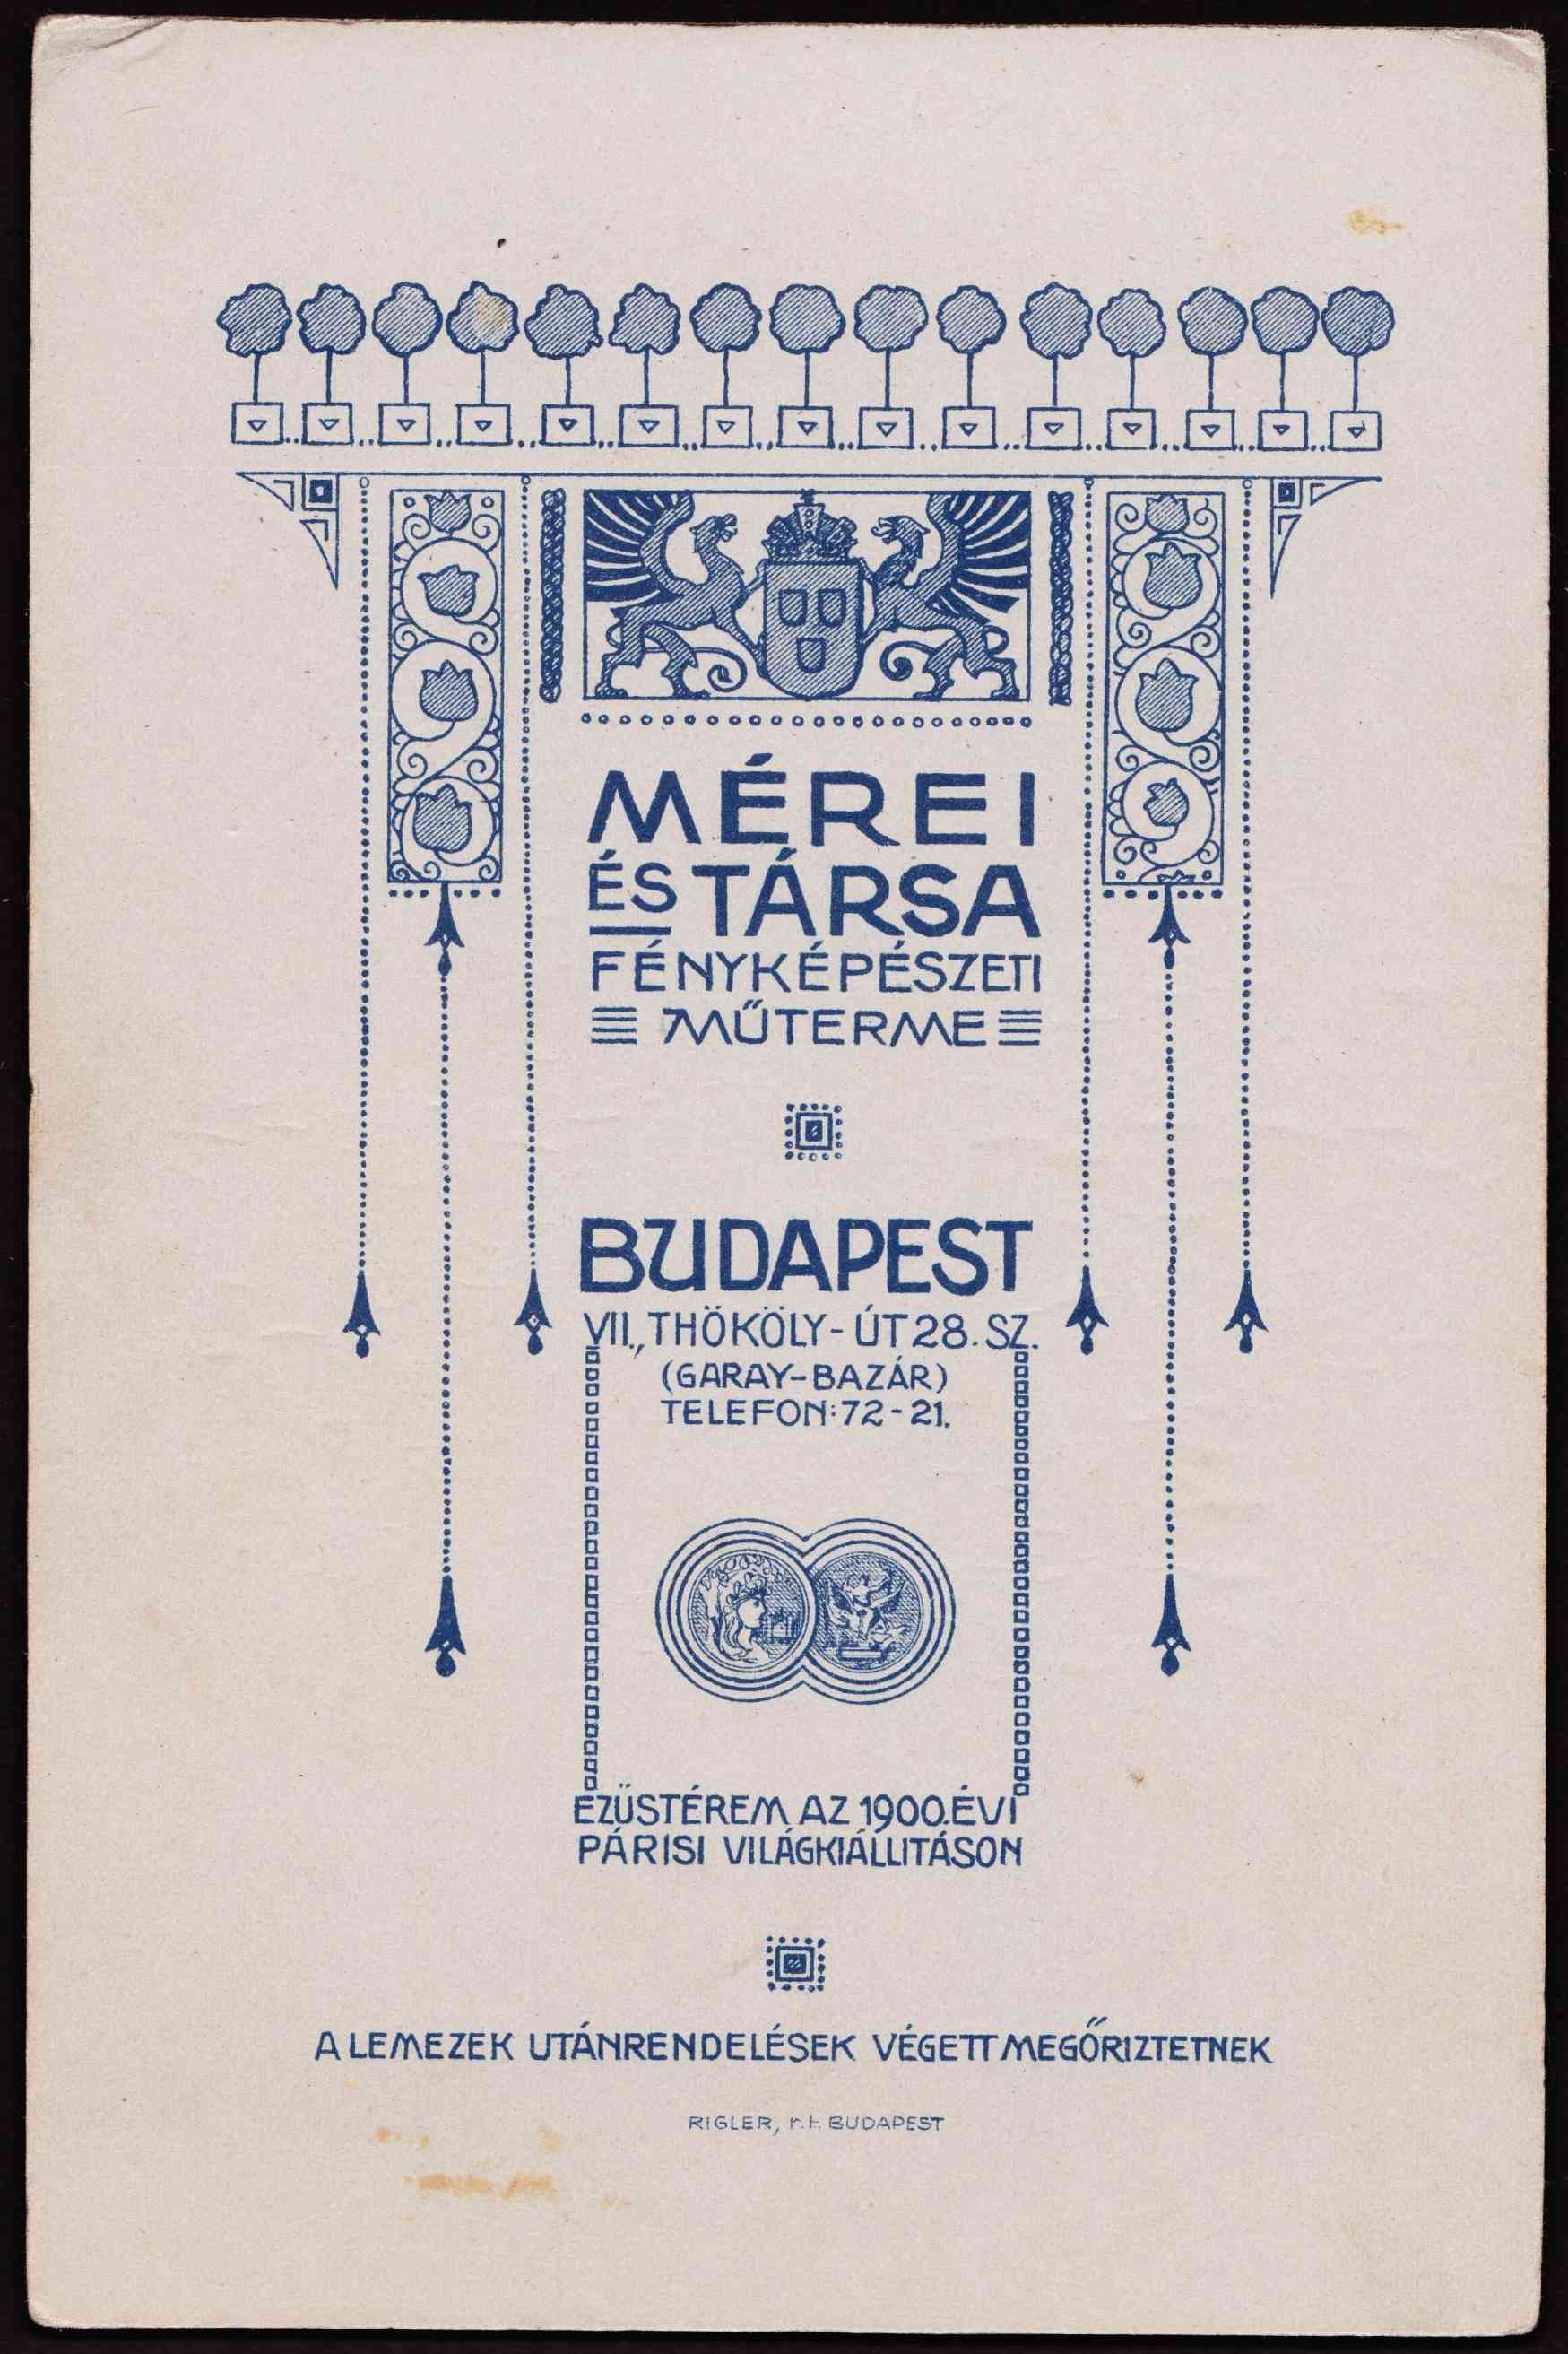 MÉREI
ÉS TÁRSA
FÉNYKÉPÉSZETI
MŰTERME
BUDAPEST
VII., THÖKÖLY-ÚT 28. SZ.
(GARAY-BAZÁR)
TELEFON: 72-21.
EZÜSTÉREM AZ 1900. ÉVI
PÁRISI VILÁGKIÁLLITÁSON
A LEMEZEK UTÁNRENDELÉSEK VÉGETT MEGŐRIZTETNEK
RIGLER, r.t. BUDAPEST